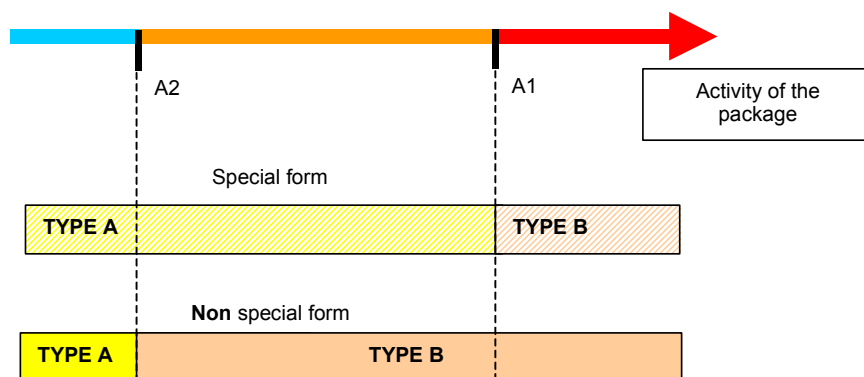 A2
A1
Activity of the
package
Special form
TYPE A
TYPE B
Non special form
TYPE A
TYPE B